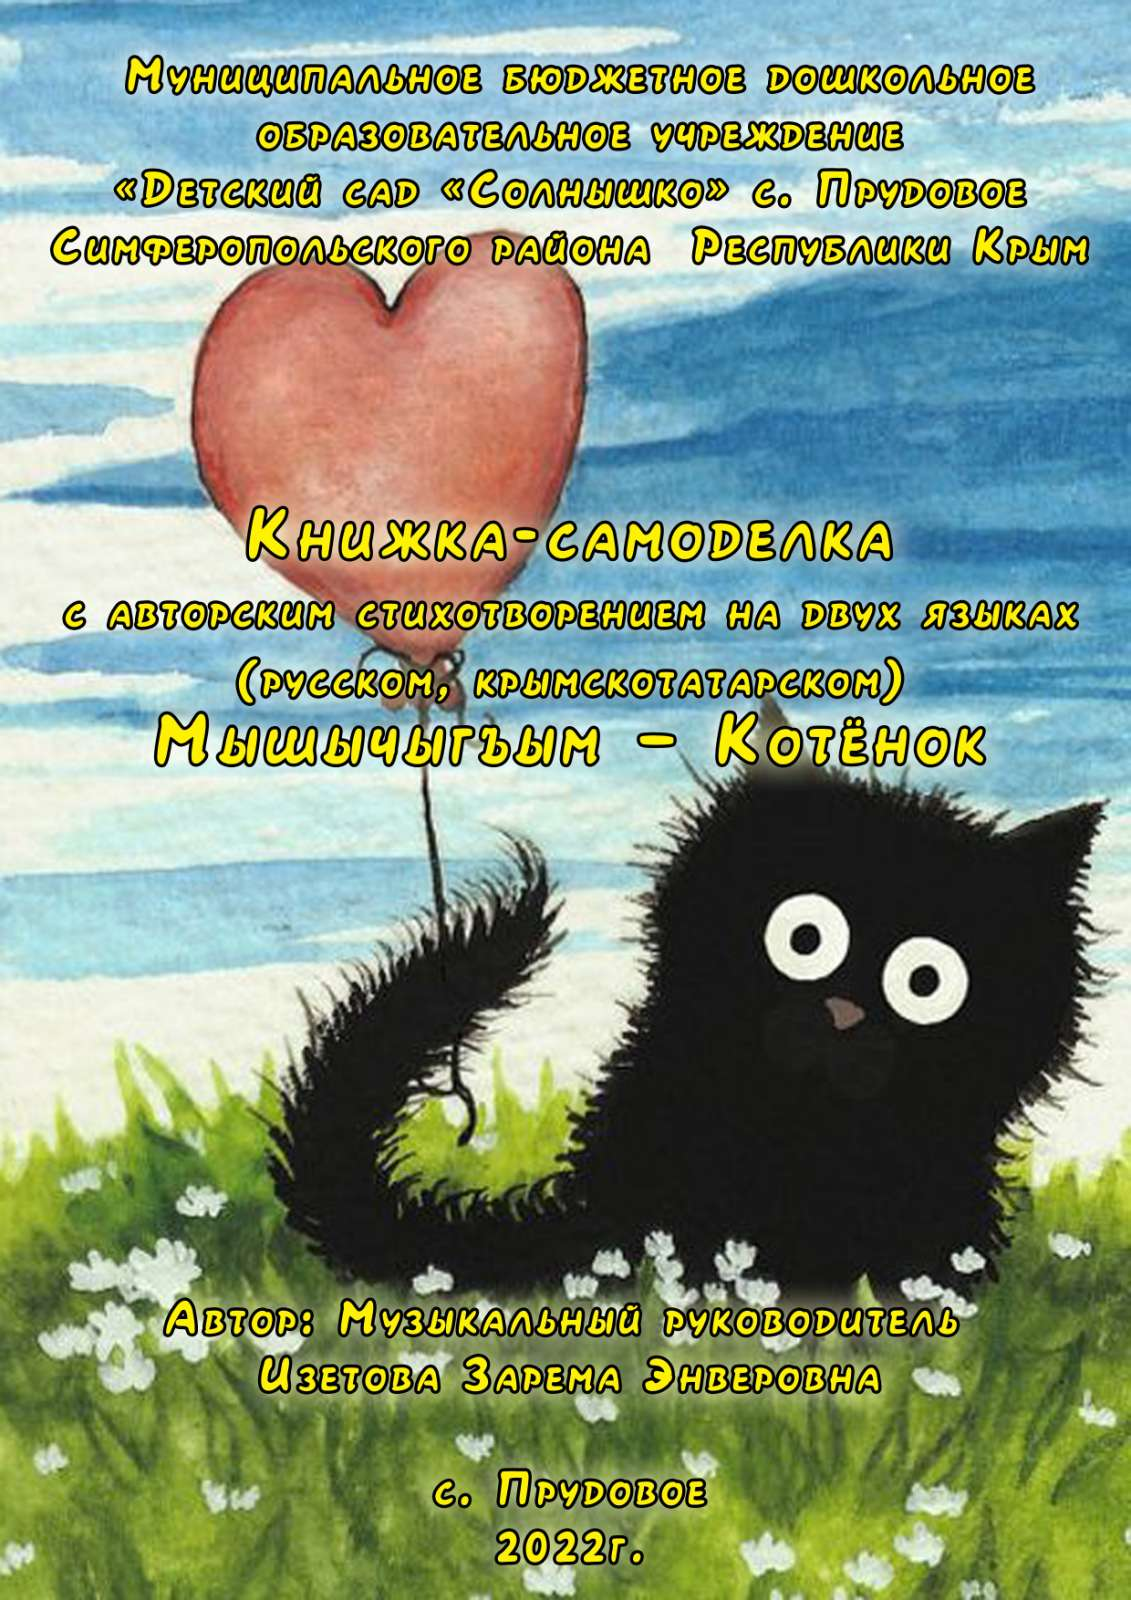 Муниципальное бюджетное дошкольное
образовательное учреждение
«Детский сад «Солнышко» с. Прудовое
Симферопольского района Республики Крым
Книжка-самоделка
с авторским стихотворением на двух языках
(русском, крымскотатарском)
Мышычыгъым – Котёнок
Автор: Музыкальный руководитель
Изетова Зарема Энверовна
с. Прудовое
2022г.